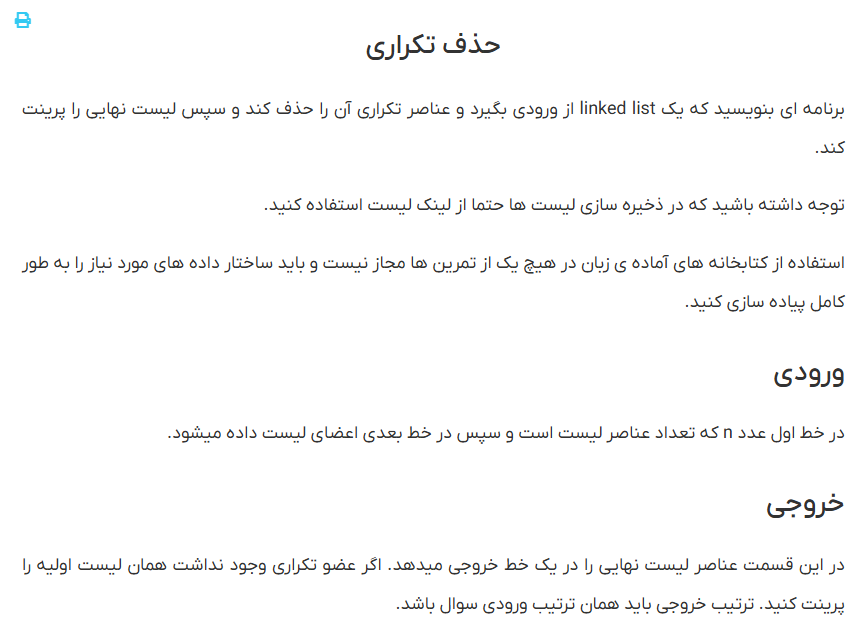 حذف تکراری
برنامه ای بنویسید که یک linked list از ورودی بگیرد و عناصر تکراری آن را حذف کند و سپس لیست نهایی را پرینت
کند.
توجه داشته باشید که در ذخیره سازی لیست ها حتما از لینک لیست استفاده کنید.
استفاده از کتابخانه های آماده ی زبان در هیچ یک از تمرین ها مجاز نیست و باید ساختار داده های مورد نیاز را به طور
کامل پیاده سازی کنید.
ورودی
در خط اول عدد n که تعداد عناصر لیست است و سپس در خط بعدی اعضای لیست داده میشود.
خروجی
در این قسمت عناصر لیست نهایی را در یک خط خروجی میدهد. اگر عضو تکراری وجود نداشت همان لیست اولیه را
پرینت کنید. ترتیب خروجی باید همان ترتیب ورودی سوال باشد.